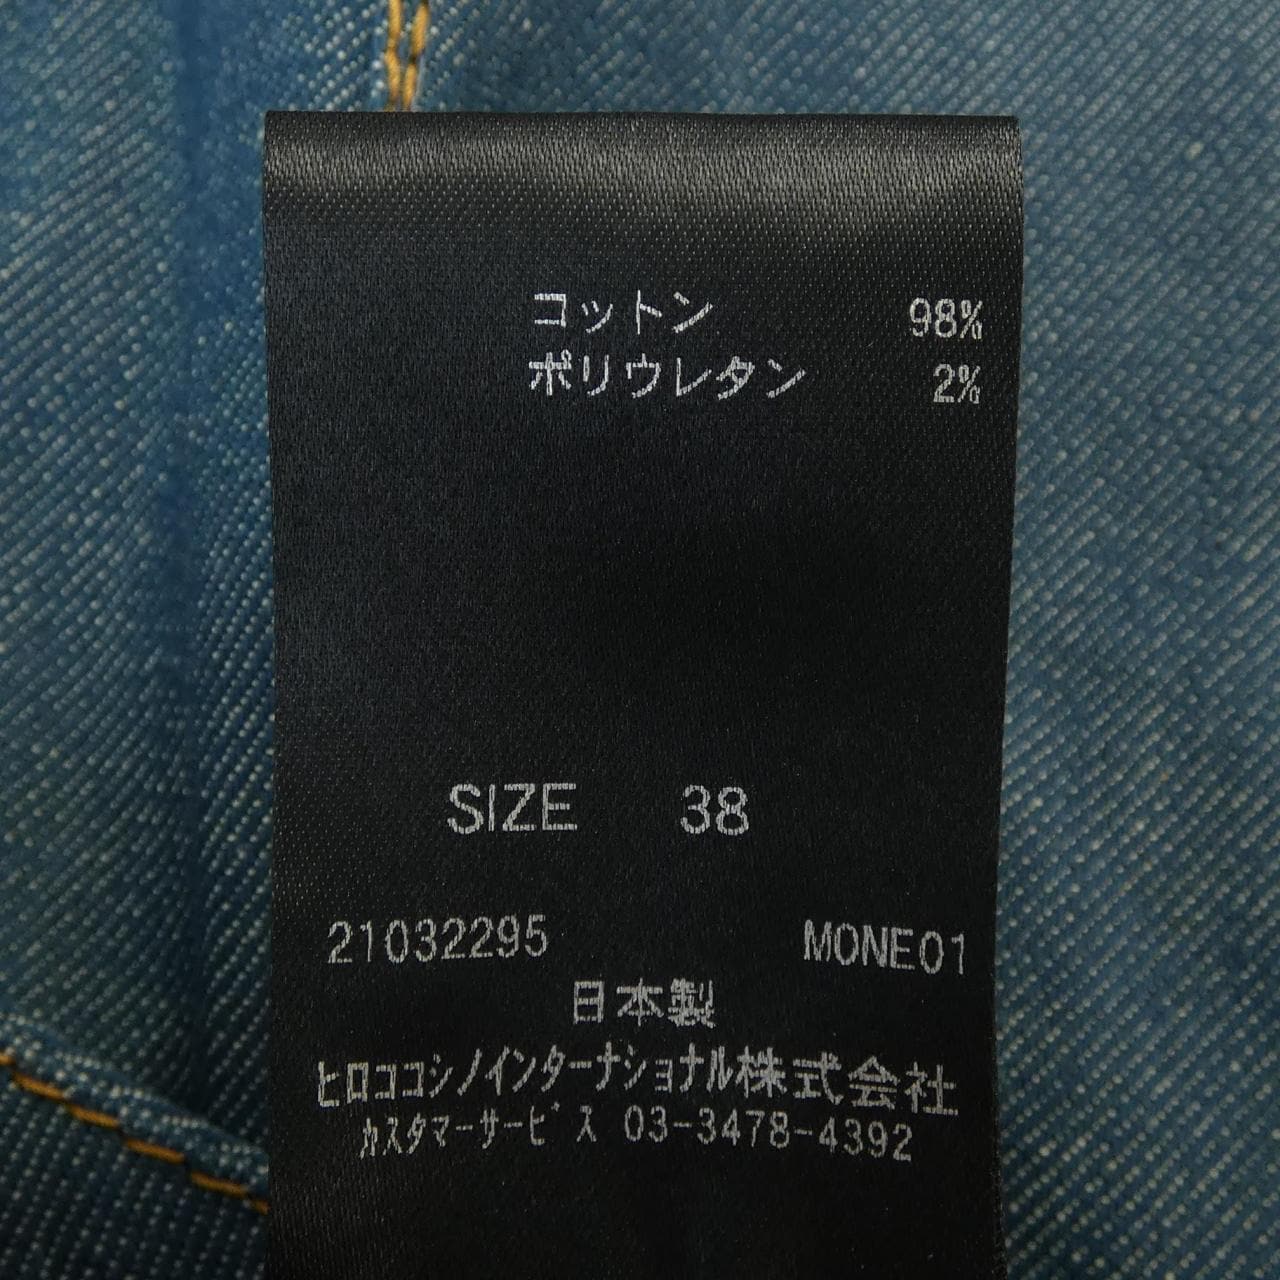 コットン 98%
ポリウレタン 2%
SIZE 38
21032295 MONE01
日本製
ヒロココシノインターナショナル株式会社
カスタマーサービス 03-3478-4392